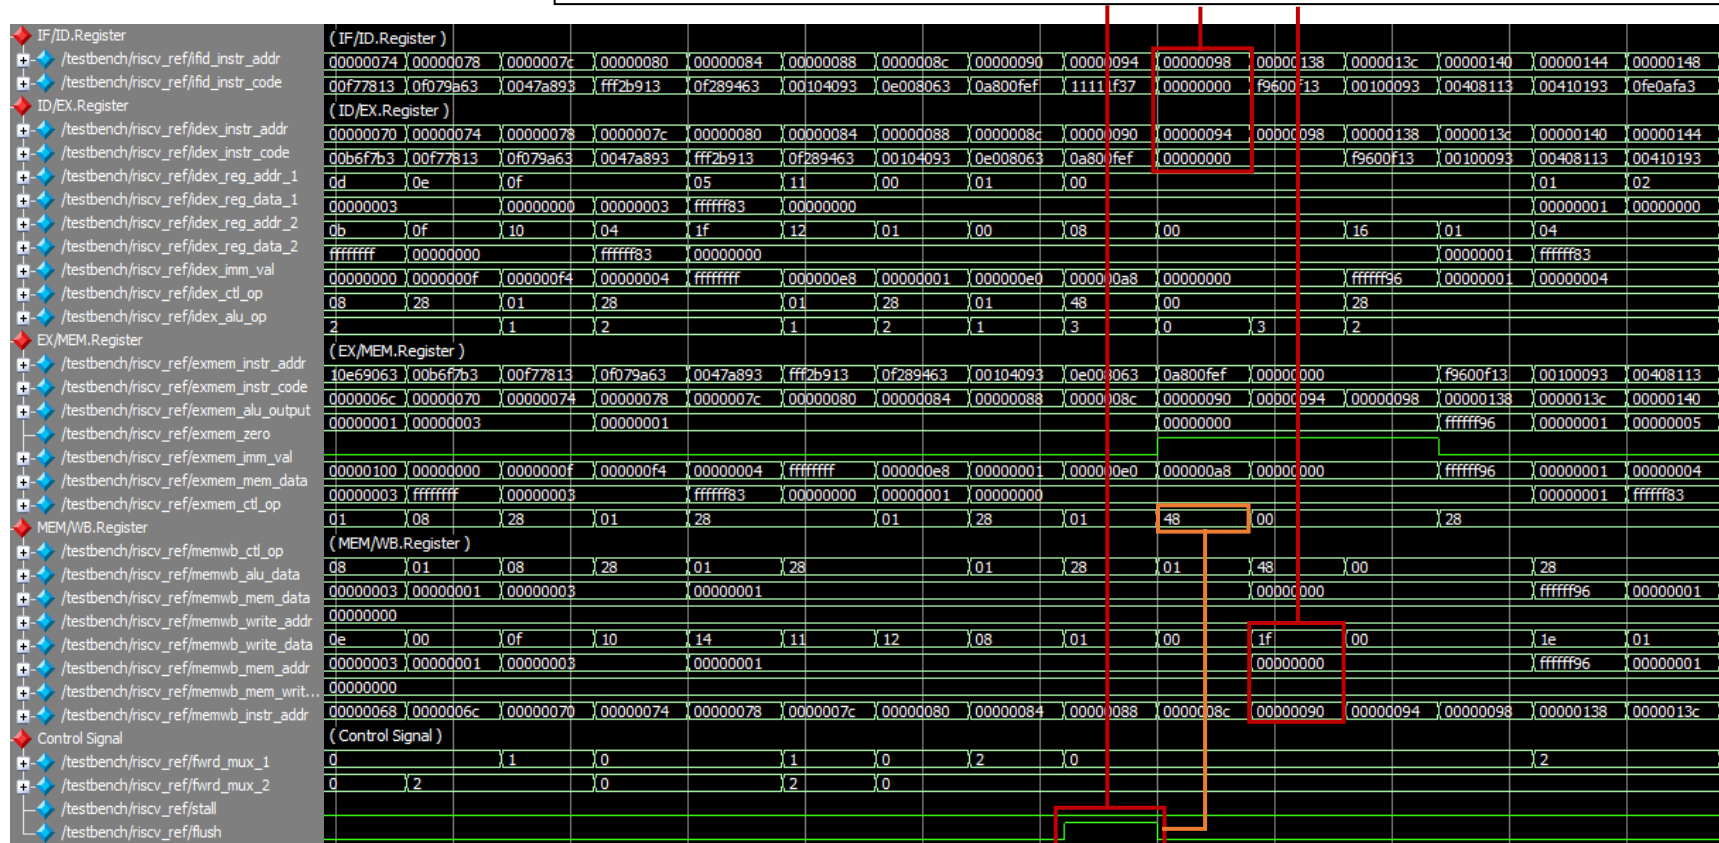 IF/ID.Register (IF/ID.Register)
/testbench/riscv_ref/ifid_instr_addr 00000074 00000078 0000007c 00000080 00000084 00000088 0000008c 00000090 00000094 00000098 00000138 0000013c 00000140 00000144 00000148
/testbench/riscv_ref/ifid_instr_code 00f77813 0f079a63 0047a893 fff2b913 0f289463 00104093 0e008063 0a800fef 11111f37 00000000 f9600f13 00100093 00408113 00410193 0fe0afa3
ID/EX.Register (ID/EX.Register)
/testbench/riscv_ref/idex_instr_addr 00000070 00000074 00000078 0000007c 00000080 00000084 00000088 0000008c 00000090 00000094 00000098 00000138 0000013c 00000140 00000144
/testbench/riscv_ref/idex_instr_code 00b6f7b3 00f77813 0f079a63 0047a893 fff2b913 0f289463 00104093 0e008063 0a800fef 00000000 f9600f13 00100093 00408113 00410193
/testbench/riscv_ref/idex_reg_addr_1 0d 0e 0f 05 11 00 01 00 01 02
/testbench/riscv_ref/idex_reg_data_1 00000003 00000000 00000003 ffffff83 00000000 00000001 00000000
/testbench/riscv_ref/idex_reg_addr_2 0b 0f 10 04 1f 12 01 00 08 00 16 01 04
/testbench/riscv_ref/idex_reg_data_2 ffffffff 00000000 ffffff83 00000000 00000001 ffffff83
/testbench/riscv_ref/idex_imm_val 00000000 0000000f 000000f4 00000004 ffffffff 000000e8 00000001 000000e0 000000a8 00000000 ffffff96 00000001 00000004
/testbench/riscv_ref/idex_ctl_op 08 28 01 28 01 28 01 48 00 28
/testbench/riscv_ref/idex_alu_op 2 1 2 1 2 1 3 0 3 2
EX/MEM.Register (EX/MEM.Register)
/testbench/riscv_ref/exmem_instr_addr 10e69063 00b6f7b3 00f77813 0f079a63 0047a893 fff2b913 0f289463 00104093 0e008063 0a800fef 00000000 f9600f13 00100093 00408113
/testbench/riscv_ref/exmem_instr_code 0000006c 00000070 00000074 00000078 0000007c 00000080 00000084 00000088 0000008c 00000090 00000094 00000098 00000138 0000013c 00000140
/testbench/riscv_ref/exmem_alu_output 00000001 00000003 00000001 00000000 ffffff96 00000001 00000005
/testbench/riscv_ref/exmem_zero
/testbench/riscv_ref/exmem_imm_val 00000100 00000000 0000000f 000000f4 00000004 ffffffff 000000e8 00000001 000000e0 000000a8 00000000 ffffff96 00000001 00000004
/testbench/riscv_ref/exmem_mem_data 00000003 ffffffff 00000003 ffffff83 00000000 00000001 00000000 00000001 ffffff83
/testbench/riscv_ref/exmem_ctl_op 01 08 28 01 28 01 28 01 48 00 28
MEM/WB.Register (MEM/WB.Register)
/testbench/riscv_ref/memwb_ctl_op 08 01 08 28 01 28 01 28 01 48 00 28
/testbench/riscv_ref/memwb_alu_data 00000003 00000001 00000003 00000001 00000000 ffffff96 00000001
/testbench/riscv_ref/memwb_mem_data 00000000
/testbench/riscv_ref/memwb_write_addr 0e 00 0f 10 14 11 12 08 01 00 1f 00 1e 01
/testbench/riscv_ref/memwb_write_data 00000003 00000001 00000003 00000001 00000000 ffffff96 00000001
/testbench/riscv_ref/memwb_mem_addr 00000000
/testbench/riscv_ref/memwb_mem_writ...
/testbench/riscv_ref/memwb_instr_addr 00000068 0000006c 00000070 00000074 00000078 0000007c 00000080 00000084 00000088 0000008c 00000090 00000094 00000098 00000138 0000013c
Control Signal (Control Signal)
/testbench/riscv_ref/fwrd_mux_1 0 1 0 1 0 2 0 2
/testbench/riscv_ref/fwrd_mux_2 0 2 0 2 0
/testbench/riscv_ref/stall
/testbench/riscv_ref/flush